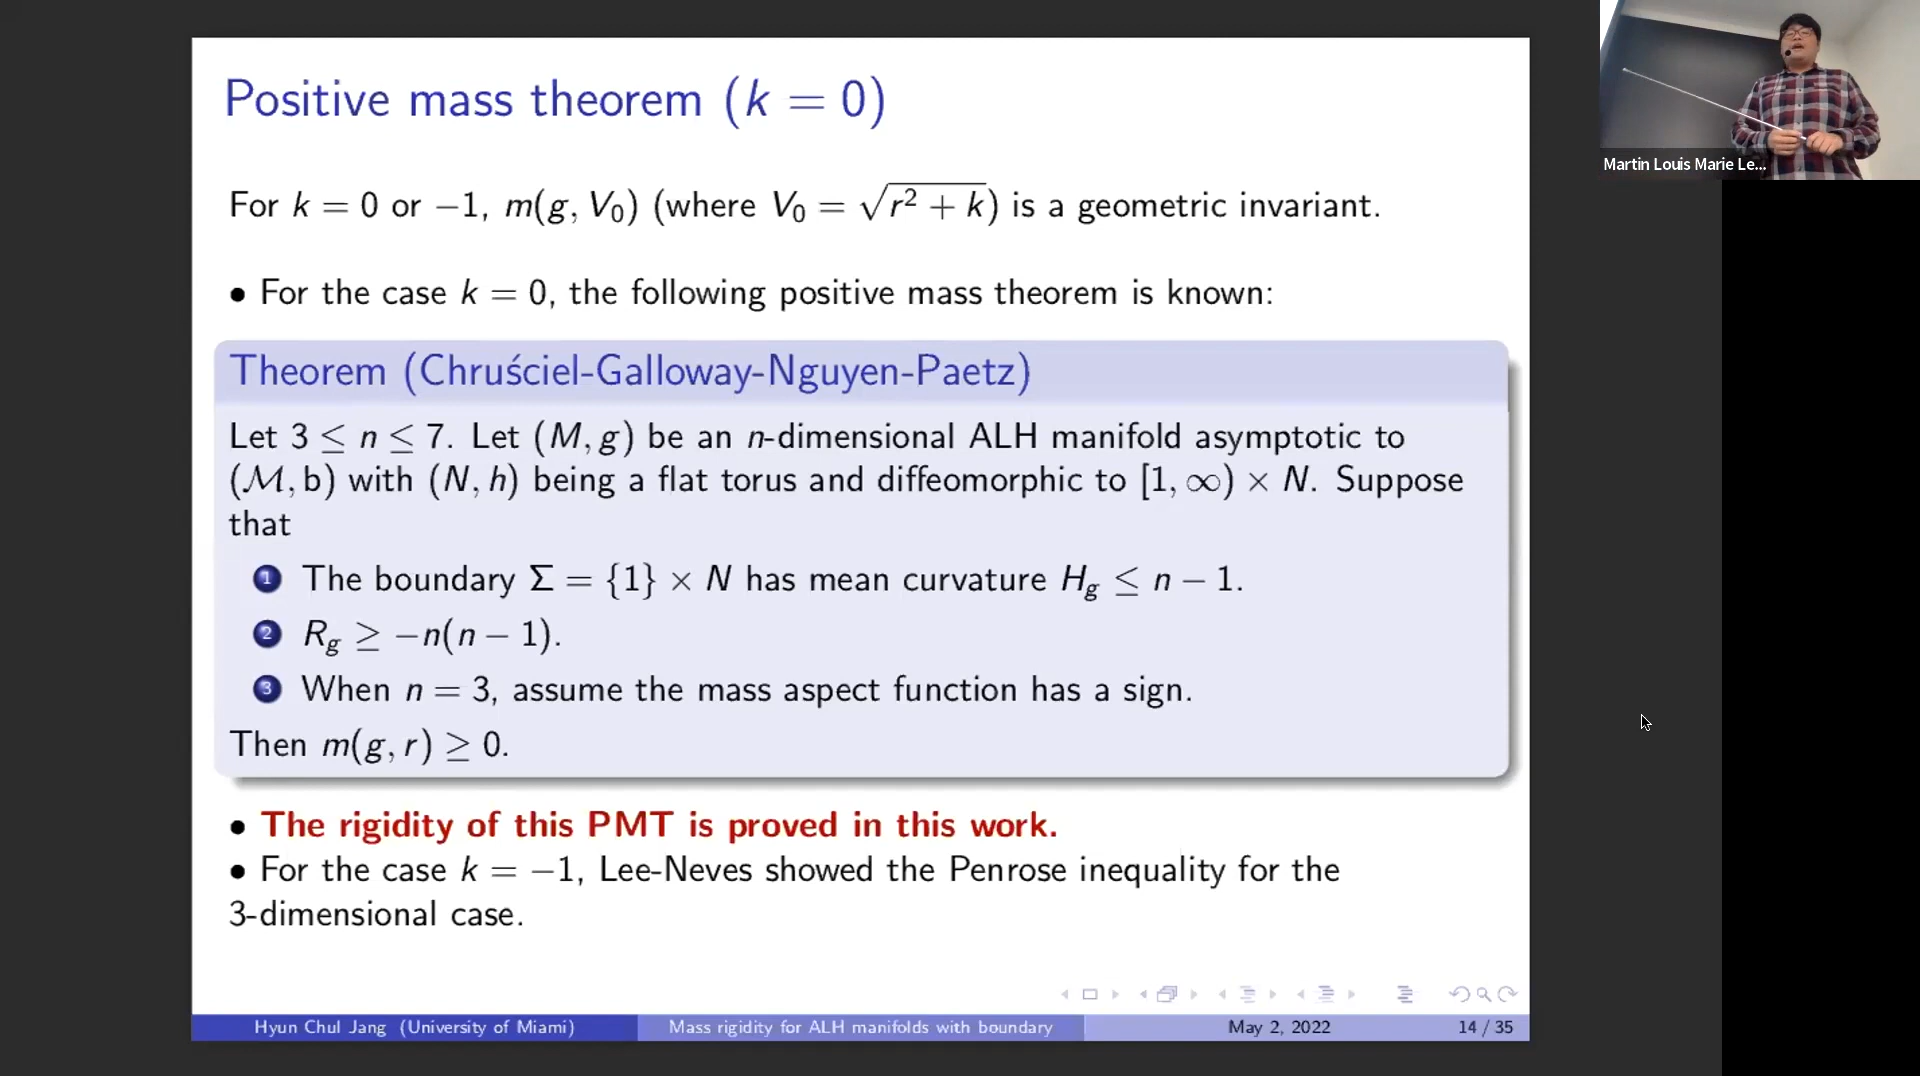 Positive mass theorem (k = 0)
Martin Louis Marie Le...
For k = 0 or −1, m(g, V₀) (where V₀ = √(r² + k)) is a geometric invariant.
• For the case k = 0, the following positive mass theorem is known:
Theorem (Chruściel-Galloway-Nguyen-Paetz)
Let 3 ≤ n ≤ 7. Let (M, g) be an n-dimensional ALH manifold asymptotic to
(ℳ, b) with (N, h) being a flat torus and diffeomorphic to [1, ∞) × N. Suppose
that
1 The boundary Σ = {1} × N has mean curvature H_g ≤ n − 1.
2 R_g ≥ −n(n − 1).
3 When n = 3, assume the mass aspect function has a sign.
Then m(g, r) ≥ 0.
• The rigidity of this PMT is proved in this work.
• For the case k = −1, Lee-Neves showed the Penrose inequality for the
3-dimensional case.
Hyun Chul Jang (University of Miami) Mass rigidity for ALH manifolds with boundary May 2, 2022 14 / 35